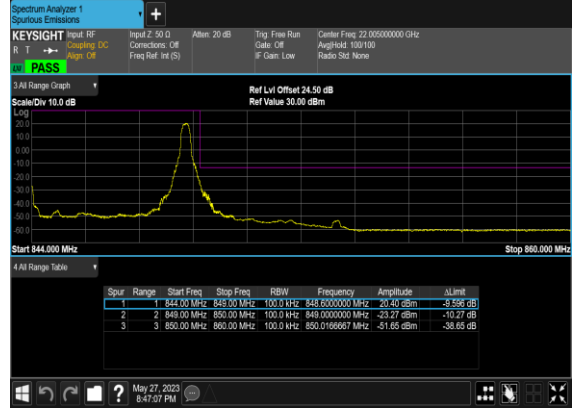 Spectrum Analyzer 1
Spurious Emissions
+
KEYSIGHT Input: RF
R T Coupling: DC
Align: Off
Input Z: 50 Ω
Corrections: Off
Freq Ref: Int (S)
Atten: 20 dB
Trig: Free Run
Gate: Off
IF Gain: Low
Center Freq: 22.005000000 GHz
Avg|Hold: 100/100
Radio Std: None
LW PASS
3 All Range Graph
Ref Lvl Offset 24.50 dB
Scale/Div 10.0 dB Ref Value 30.00 dBm
Log
20.0
10.0
0.00
-10.0
-20.0
-30.0
-40.0
-50.0
-60.0
Start 844.000 MHz Stop 860.000 MHz
4 All Range Table
Spur Range Start Freq Stop Freq RBW Frequency Amplitude ΔLimit
1 1 844.00 MHz 849.00 MHz 100.0 kHz 848.6000000 MHz 20.40 dBm -9.596 dB
2 2 849.00 MHz 850.00 MHz 100.0 kHz 849.0000000 MHz -23.27 dBm -10.27 dB
3 3 850.00 MHz 860.00 MHz 100.0 kHz 850.0166667 MHz -51.65 dBm -38.65 dB
? May 27, 2023
8:47:07 PM